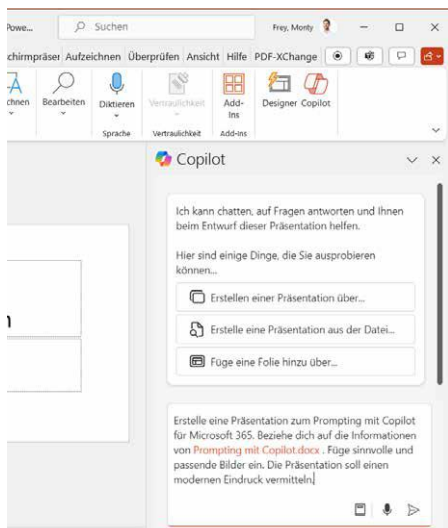 Powe...
Suchen
Frey, Monty
chirmpräser Aufzeichnen Überprüfen Ansicht Hilfe PDF-XChange
chnen
Bearbeiten
Diktieren
Vertraulichkeit
Add-
Ins
Designer Copilot
Sprache
Vertraulichkeit
Add-Ins
Copilot
Ich kann chatten, auf Fragen antworten und Ihnen
beim Entwurf dieser Präsentation helfen.
Hier sind einige Dinge, die Sie ausprobieren
können...
Erstellen einer Präsentation über...
Erstelle eine Präsentation aus der Datei...
Füge eine Folie hinzu über...
Erstelle eine Präsentation zum Prompting mit Copilot
für Microsoft 365. Beziehe dich auf die Informationen
von Prompting mit Copilot.docx . Füge sinnvolle und
passende Bilder ein. Die Präsentation soll einen
modernen Eindruck vermitteln.